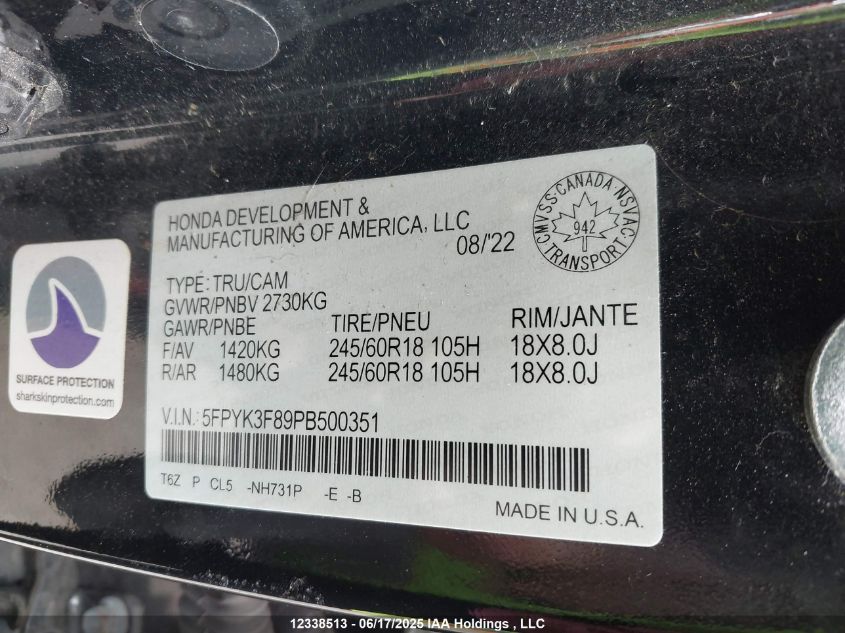 HONDA DEVELOPMENT &
MANUFACTURING OF AMERICA, LLC
08/'22
CMVSS·CANADA·NSVAC
942
TRANSPORT
TYPE: TRU/CAM
GVWR/PNBV 2730KG
GAWR/PNBE TIRE/PNEU RIM/JANTE
F/AV 1420KG 245/60R18 105H 18X8.0J
R/AR 1480KG 245/60R18 105H 18X8.0J
V.I.N.: 5FPYK3F89PB500351
T6Z P CL5 -NH731P -E -B
MADE IN U.S.A.
SURFACE PROTECTION
sharkskinprotection.com
12338513 - 06/17/2025 IAA Holdings , LLC